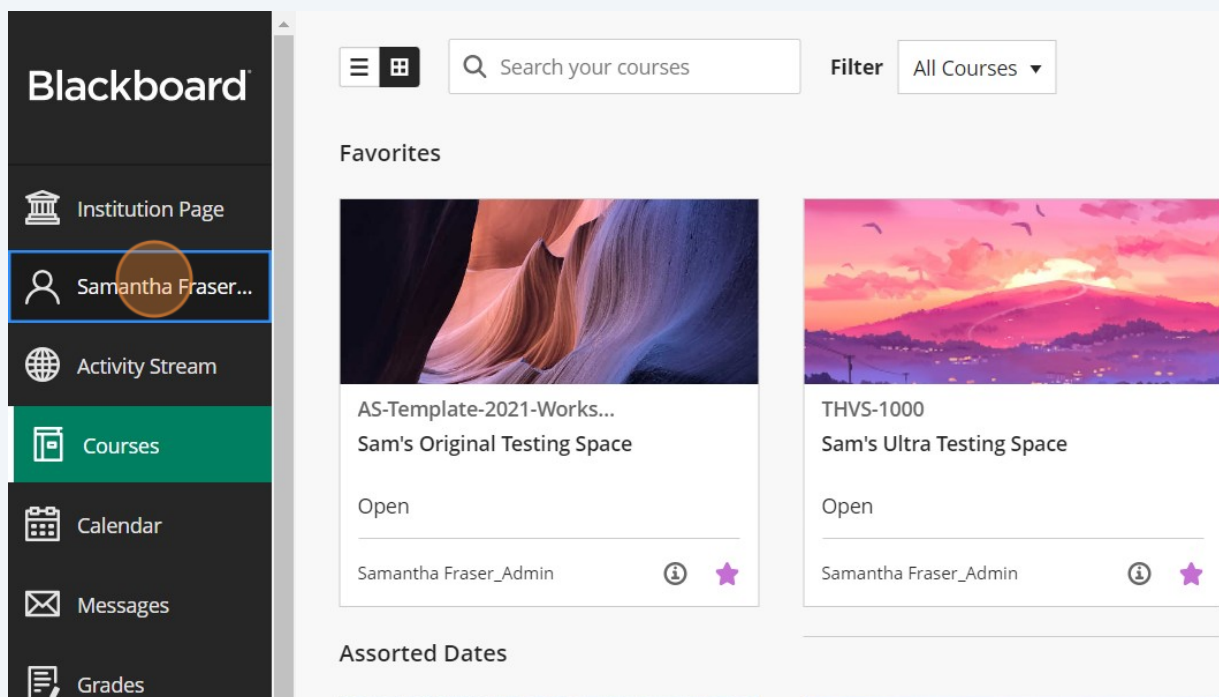 Blackboard
Institution Page
Samantha Fraser...
Activity Stream
Courses
Calendar
Messages
Grades
Search your courses
Filter
All Courses
Favorites
AS-Template-2021-Works...
Sam's Original Testing Space
Open
Samantha Fraser_Admin
THVS-1000
Sam's Ultra Testing Space
Open
Samantha Fraser_Admin
Assorted Dates